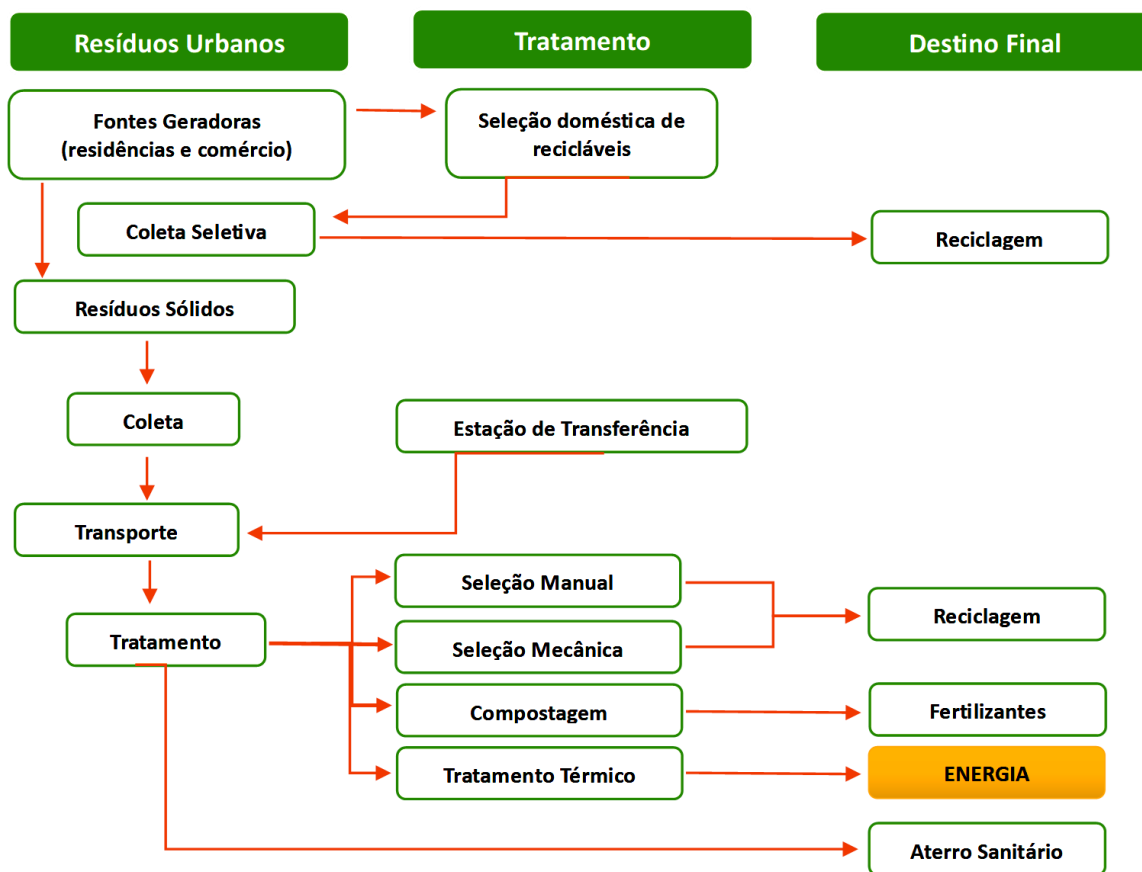 Resíduos Urbanos
Tratamento
Destino Final
Fontes Geradoras
(residências e comércio)
Seleção doméstica de
recicláveis
Coleta Seletiva
Reciclagem
Resíduos Sólidos
Coleta
Estação de Transferência
Transporte
Seleção Manual
Reciclagem
Tratamento
Seleção Mecânica
Compostagem
Fertilizantes
Tratamento Térmico
ENERGIA
Aterro Sanitário